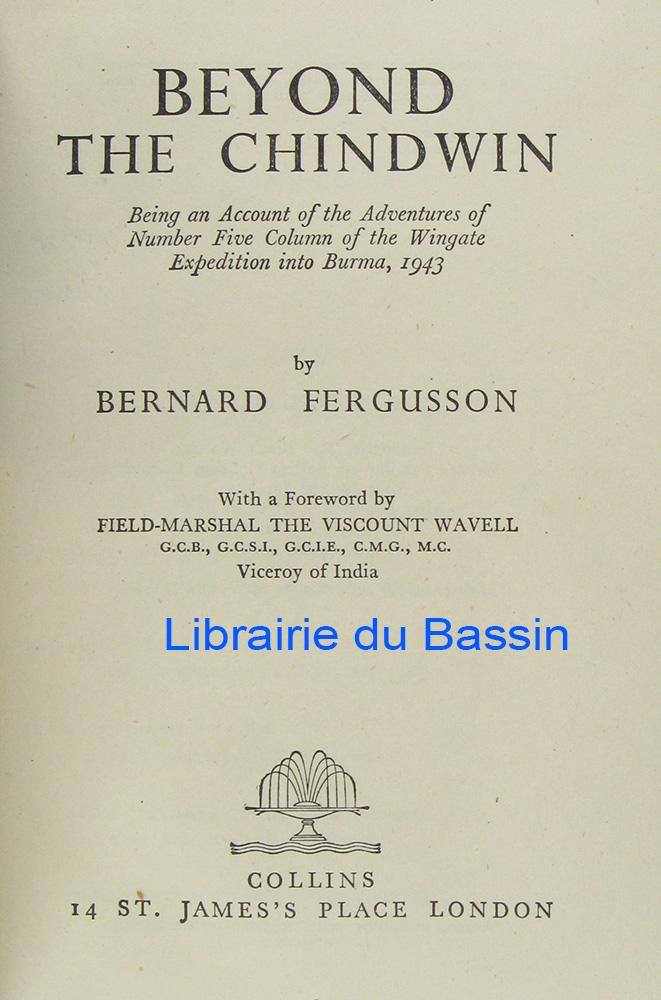 BEYOND
THE CHINDWIN
Being an Account of the Adventures of
Number Five Column of the Wingate
Expedition into Burma, 1943
by
BERNARD FERGUSSON
With a Foreword by
FIELD-MARSHAL THE VISCOUNT WAVELL
G.C.B., G.C.S.I., G.C.I.E., C.M.G., M.C.
Viceroy of India
Librairie du Bassin
COLLINS
14 ST. JAMES'S PLACE LONDON